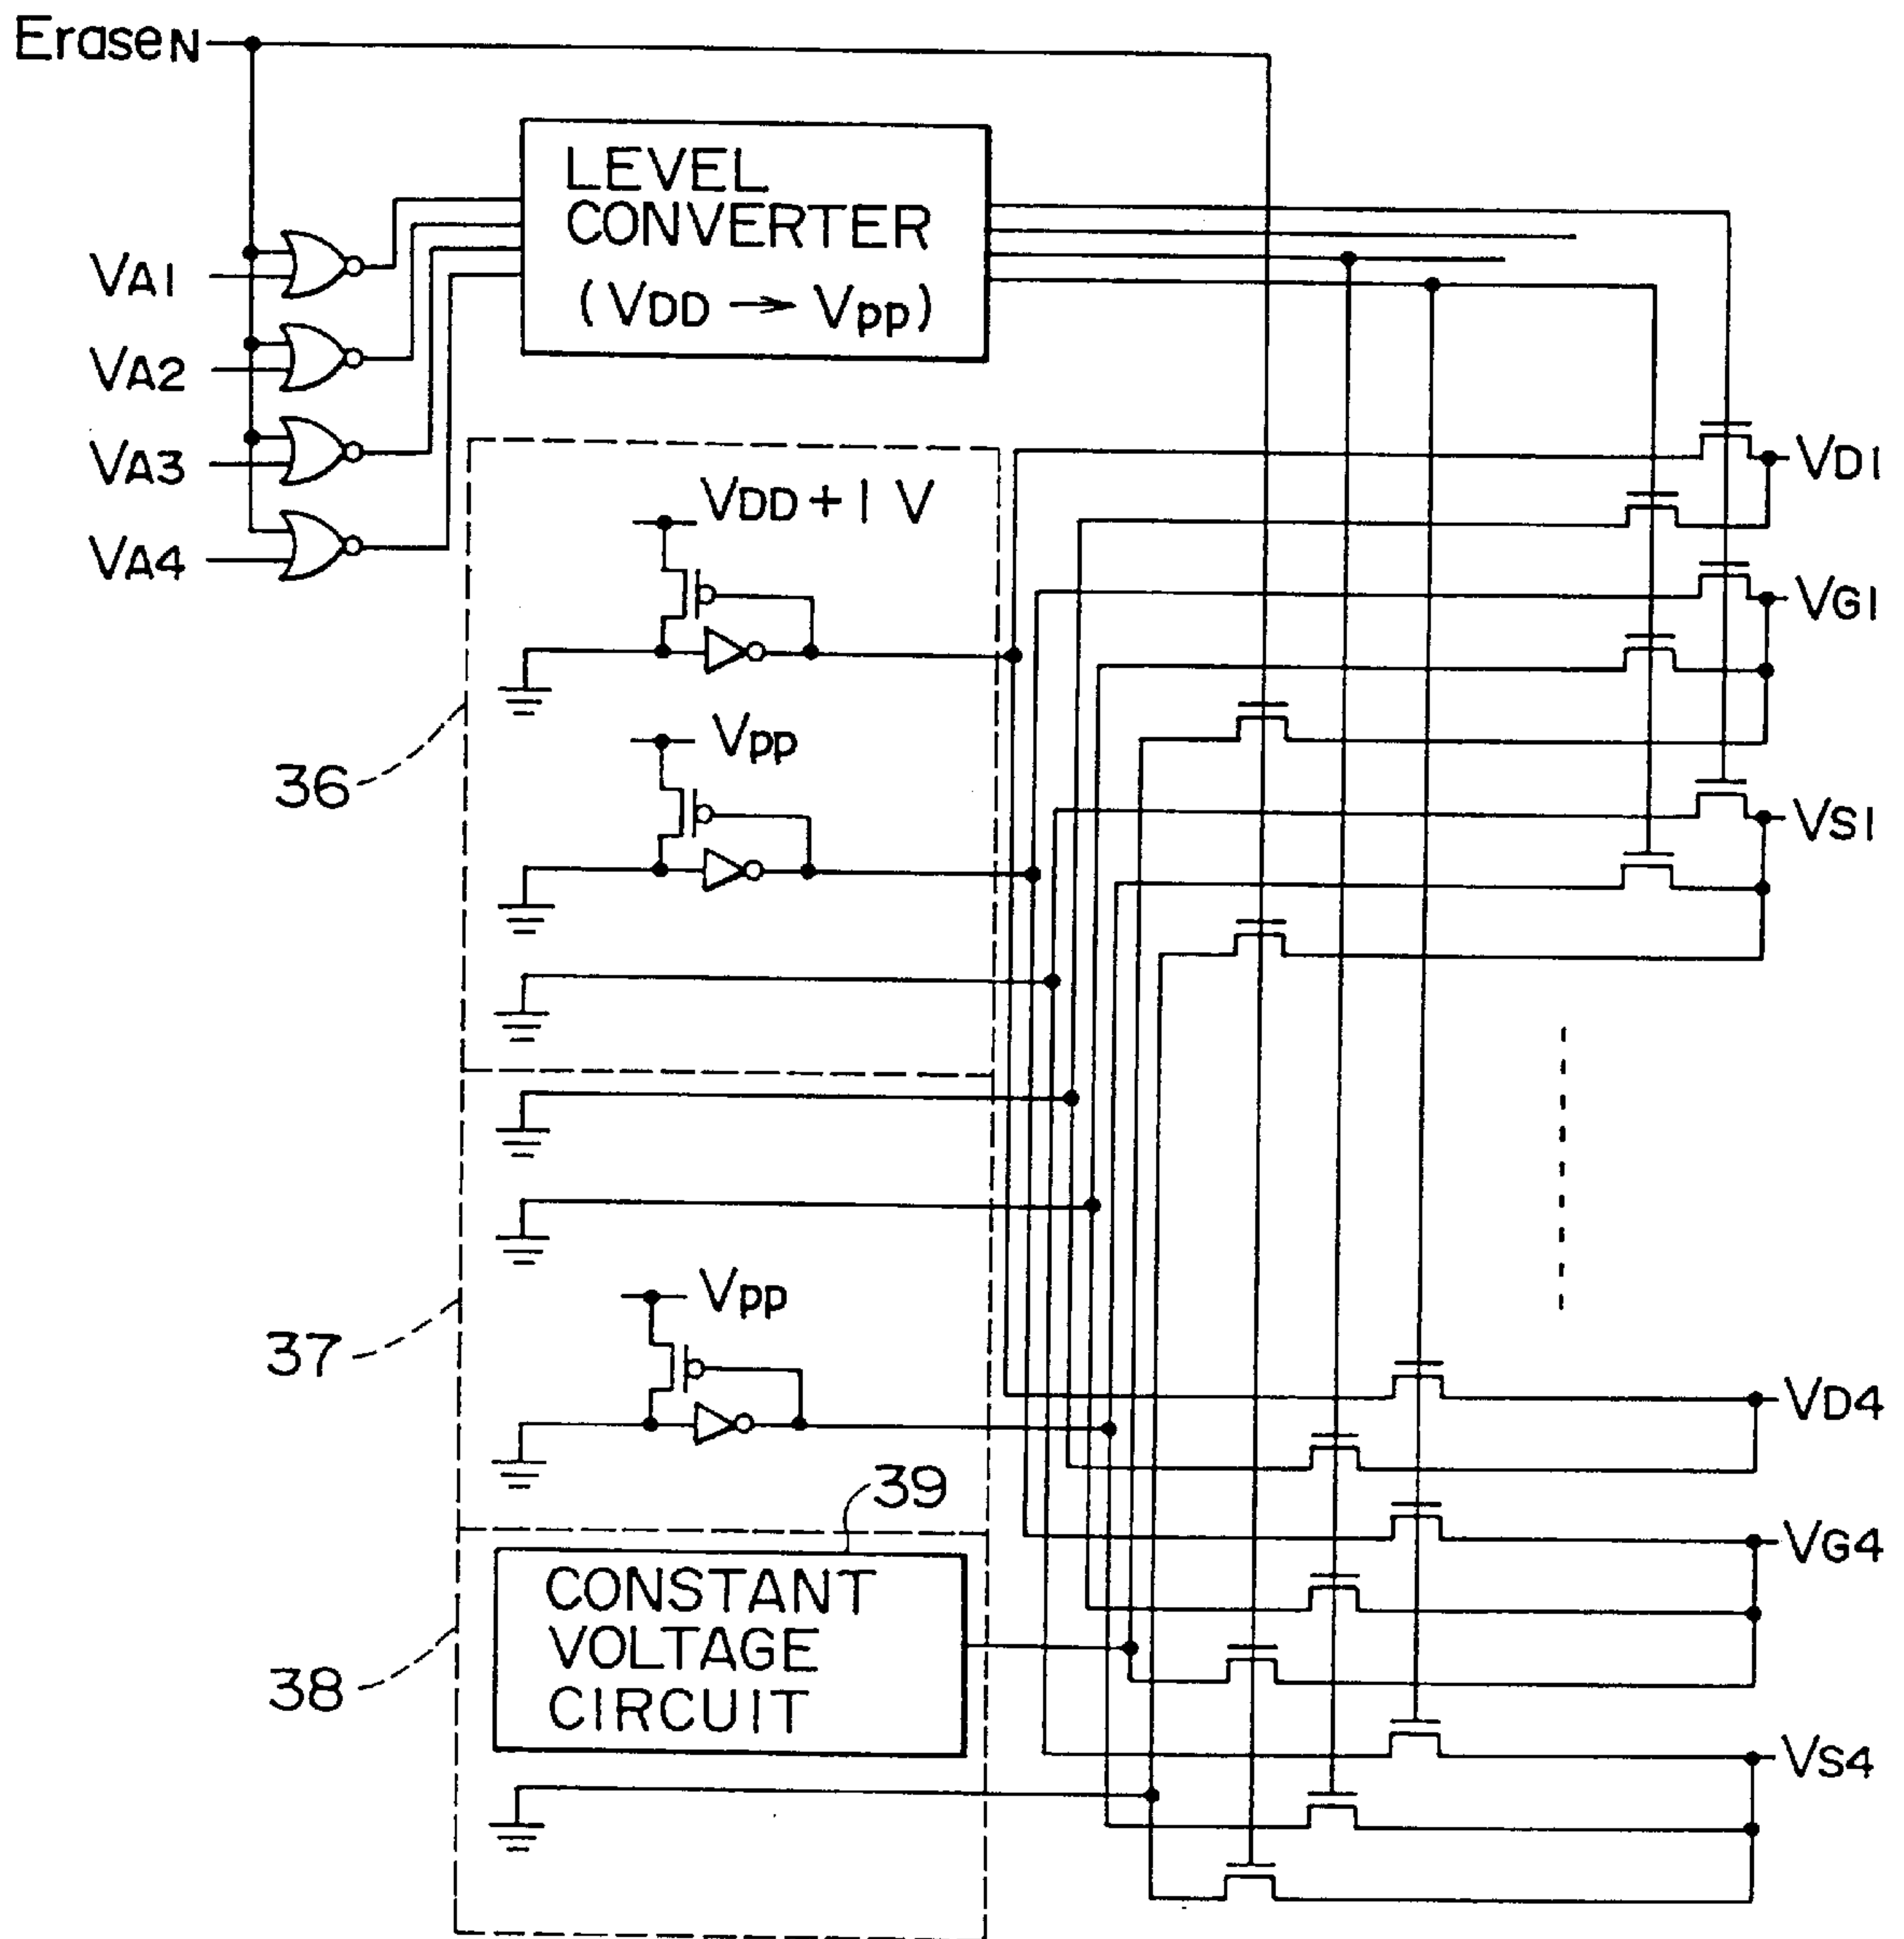 EraseN
LEVEL
CONVERTER
(VDD → Vpp)
VA1
VA2
VA3
VA4
VDD+1 V
VD1
VG1
Vpp
36
VS1
Vpp
37
VD4
39
VG4
CONSTANT
VOLTAGE
CIRCUIT
38
VS4